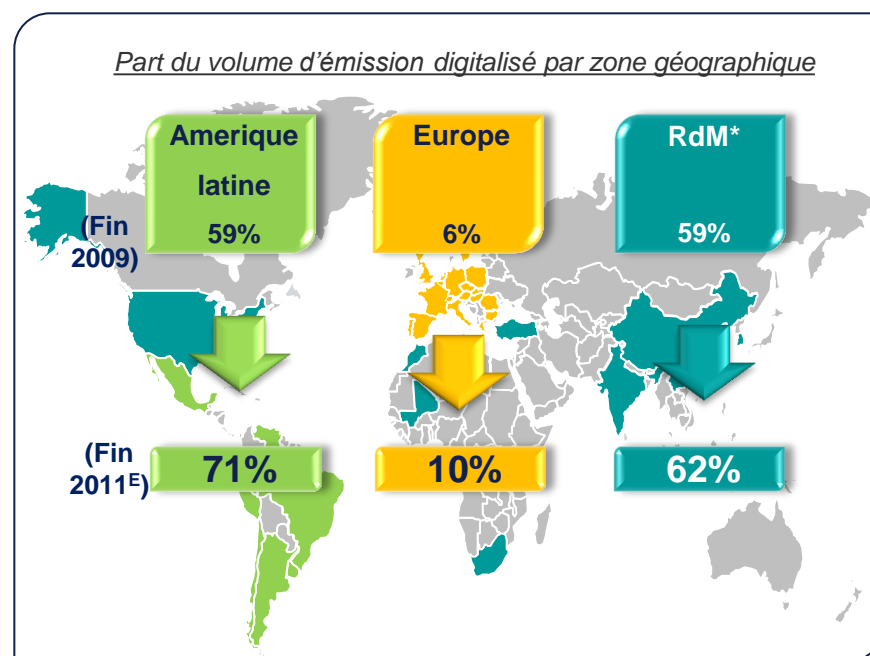 Part du volume d'émission digitalisé par zone géographique
Amerique
latine
59%
Europe
6%
RdM*
59%
(Fin
2009)
(Fin
2011ᴱ)
71%
10%
62%